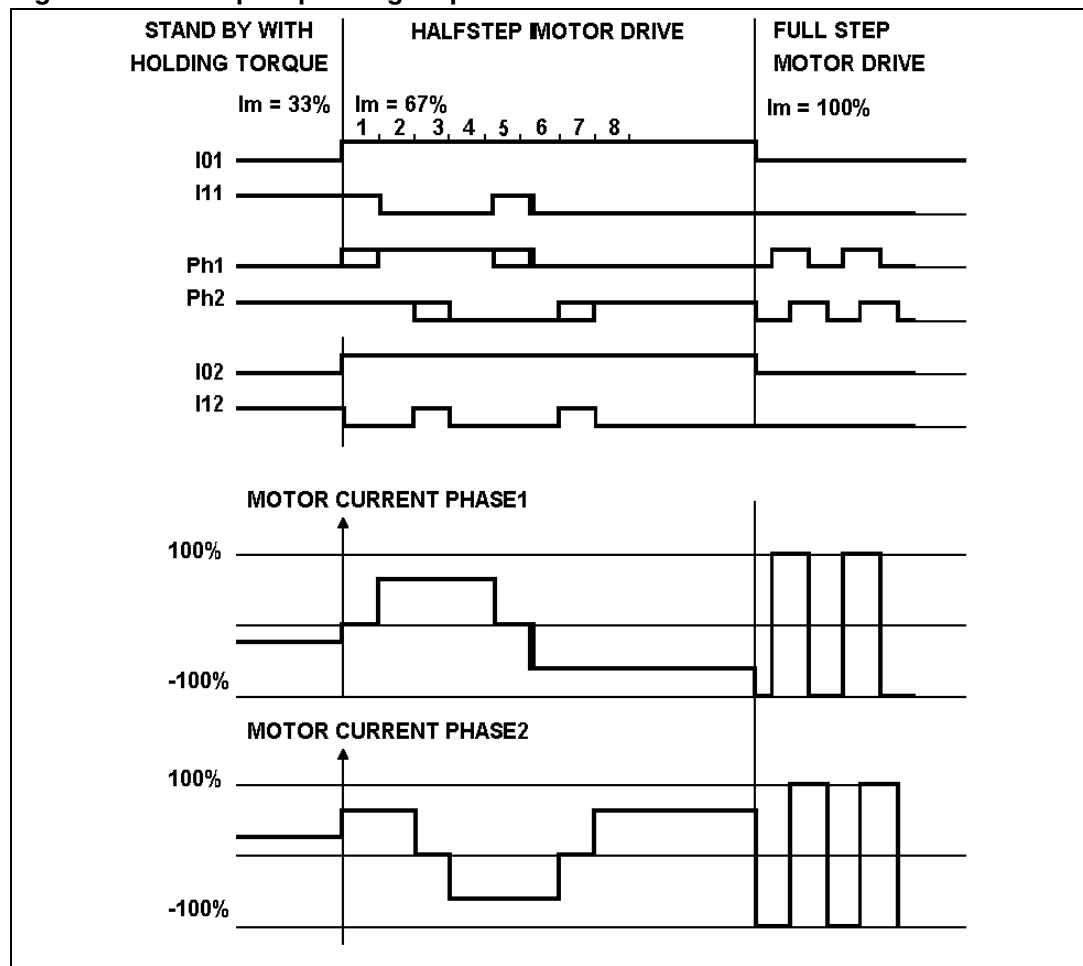 STAND BY WITH
HOLDING TORQUE
Im = 33%
HALFSTEP MOTOR DRIVE
Im = 67%
1 2 3 4 5 6 7 8
FULL STEP
MOTOR DRIVE
Im = 100%
I01
I11
Ph1
Ph2
I02
I12
MOTOR CURRENT PHASE1
100%
-100%
MOTOR CURRENT PHASE2
100%
-100%